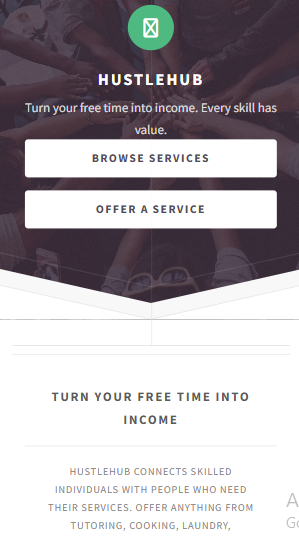 HUSTLEHUB
Turn your free time into income. Every skill has
value.
BROWSE SERVICES
OFFER A SERVICE
TURN YOUR FREE TIME INTO
INCOME
HUSTLEHUB CONNECTS SKILLED
INDIVIDUALS WITH PEOPLE WHO NEED
THEIR SERVICES. OFFER ANYTHING FROM
TUTORING, COOKING, LAUNDRY,